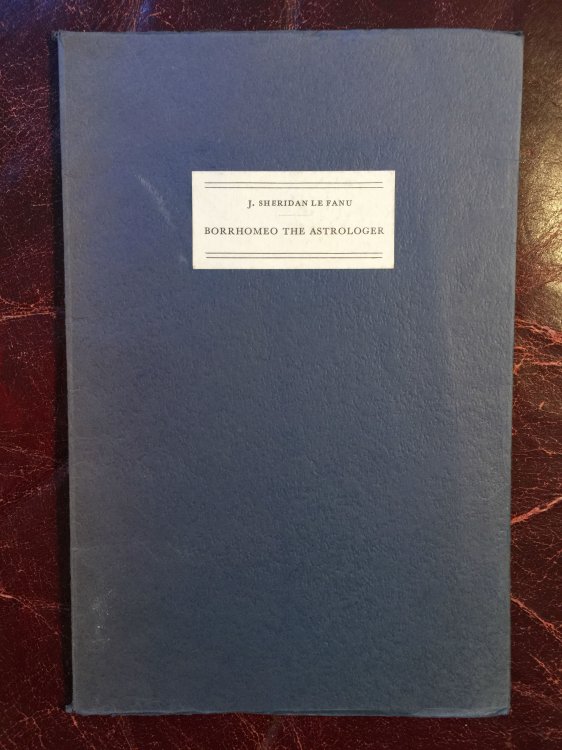 J. SHERIDAN LE FANU
BORRHOMEO THE ASTROLOGER